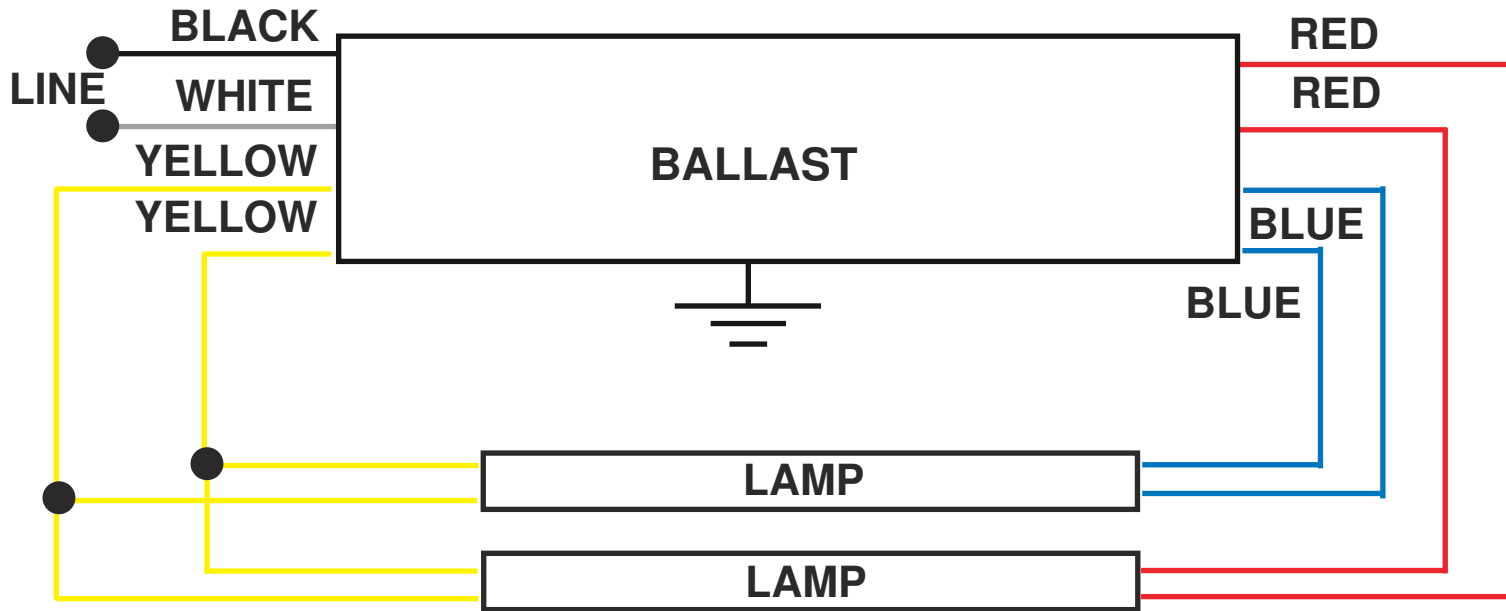 BLACK
LINE
WHITE
YELLOW
YELLOW
BALLAST
RED
RED
BLUE
BLUE
LAMP
LAMP